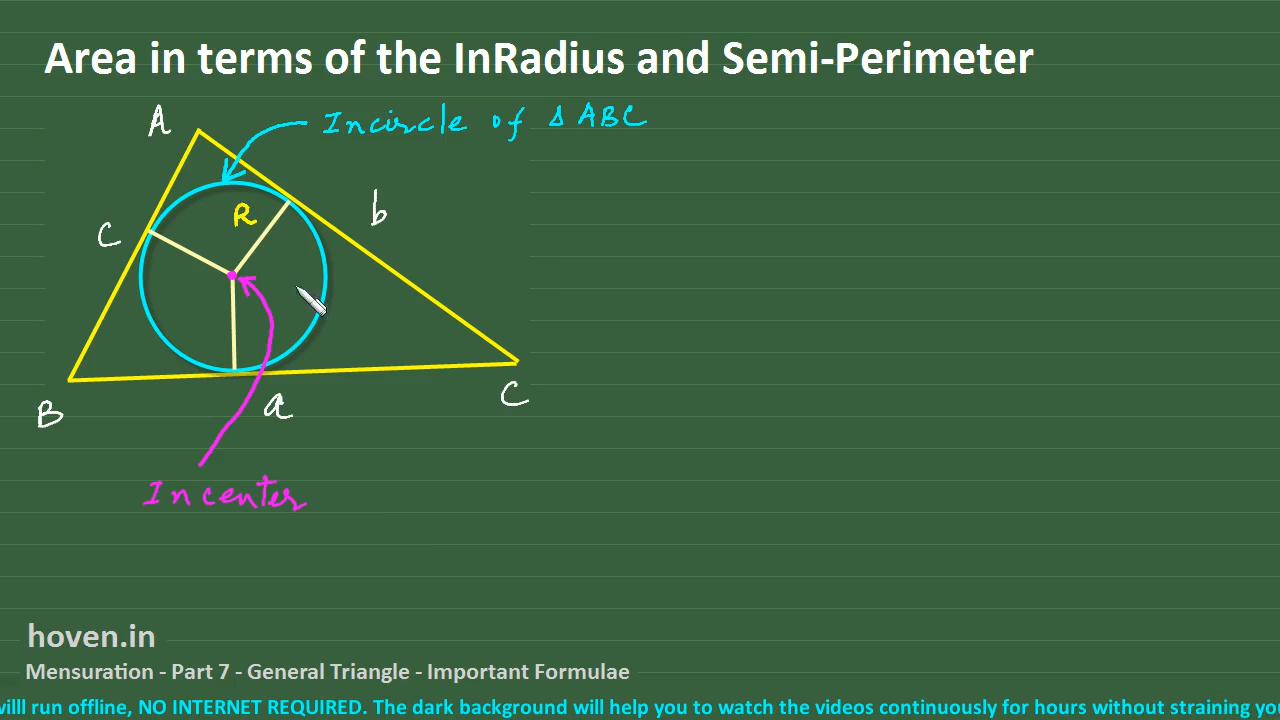 Area in terms of the InRadius and Semi-Perimeter
A
Incircle of Δ ABC
R
b
C
B
a
C
Incenter
hoven.in
Mensuration - Part 7 - General Triangle - Important Formulae
willl run offline, NO INTERNET REQUIRED. The dark background will help you to watch the videos continuously for hours without straining yo